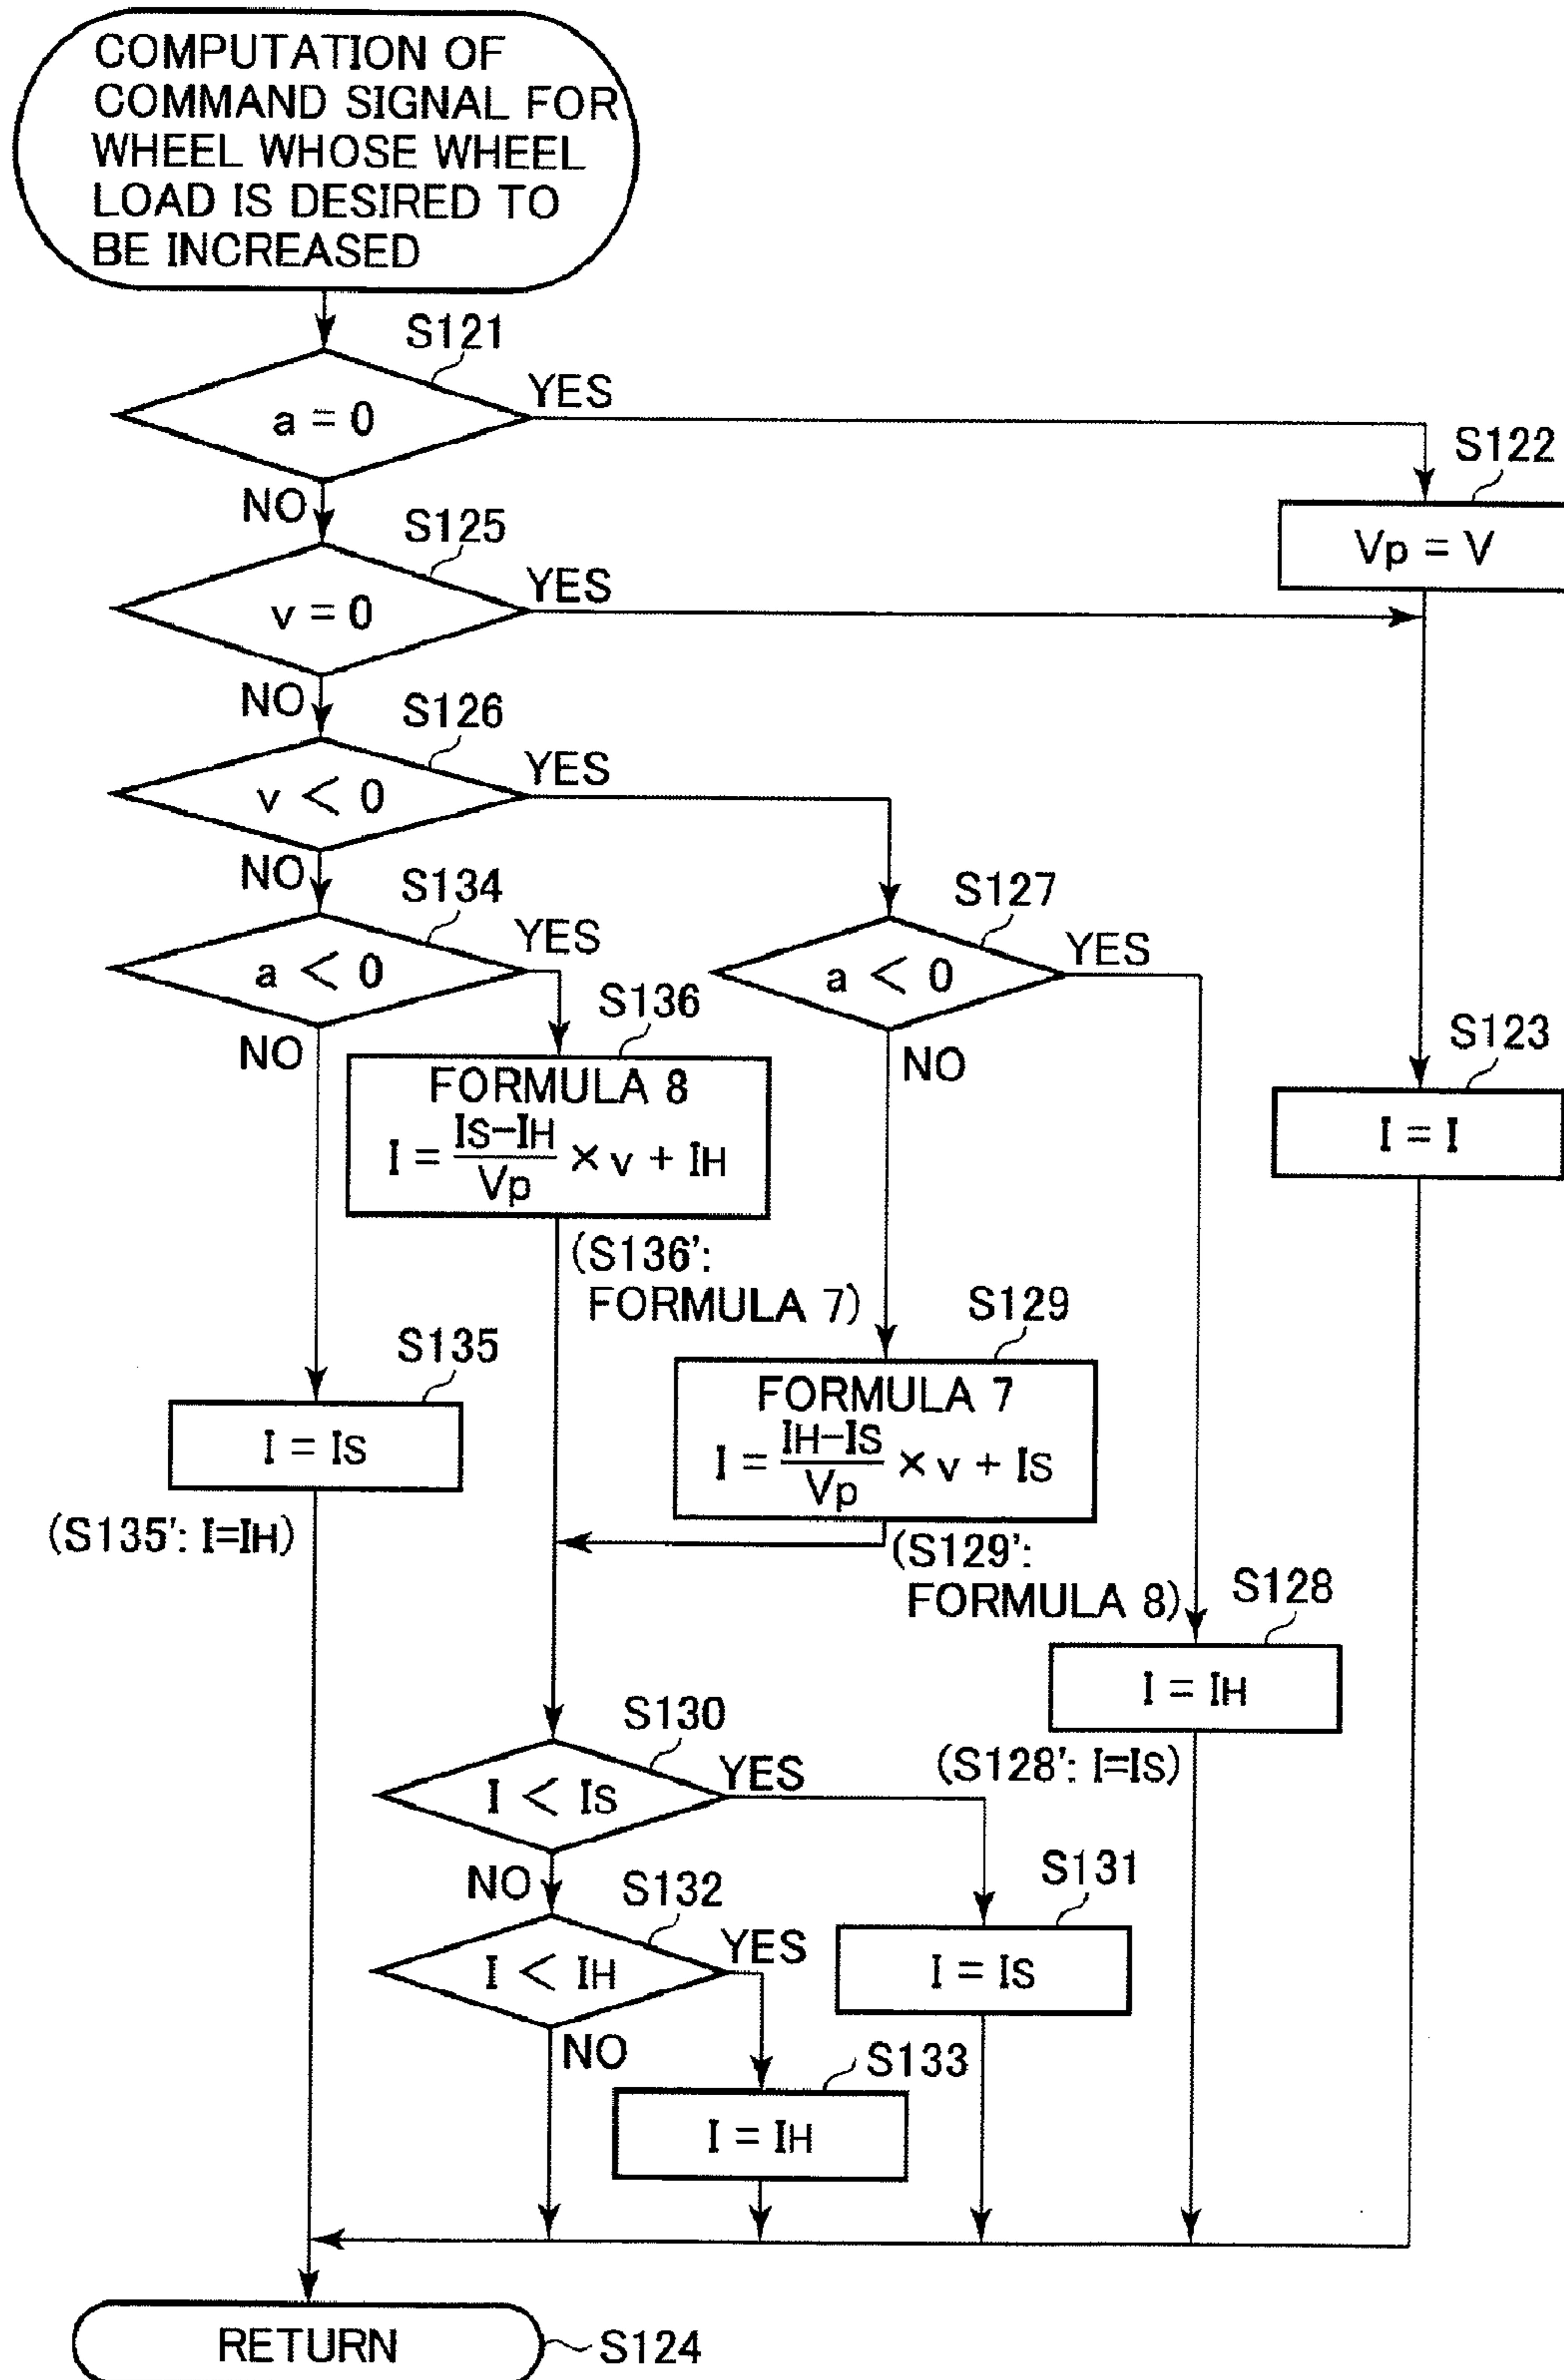 COMPUTATION OF
COMMAND SIGNAL FOR
WHEEL WHOSE WHEEL
LOAD IS DESIRED TO
BE INCREASED
S121
a = 0
YES
NO
S122
Vp = V
S125
v = 0
YES
NO
S126
v < 0
YES
NO
S134
a < 0
YES
NO
S127
a < 0
YES
NO
S136
FORMULA 8
I = IS-IH / Vp × v + IH
(S136':
FORMULA 7)
S123
I = I
S129
FORMULA 7
I = IH-IS / Vp × v + IS
(S129':
FORMULA 8)
S135
I = IS
(S135': I=IH)
S128
I = IH
(S128': I=IS)
S130
I < IS
YES
NO
S131
I = IS
S132
I < IH
YES
NO
S133
I = IH
RETURN
S124